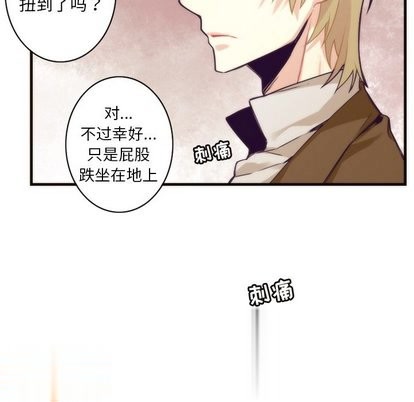 扭到了吗？
对...
不过幸好...
只是屁股
跌坐在地上
刺痛
刺痛